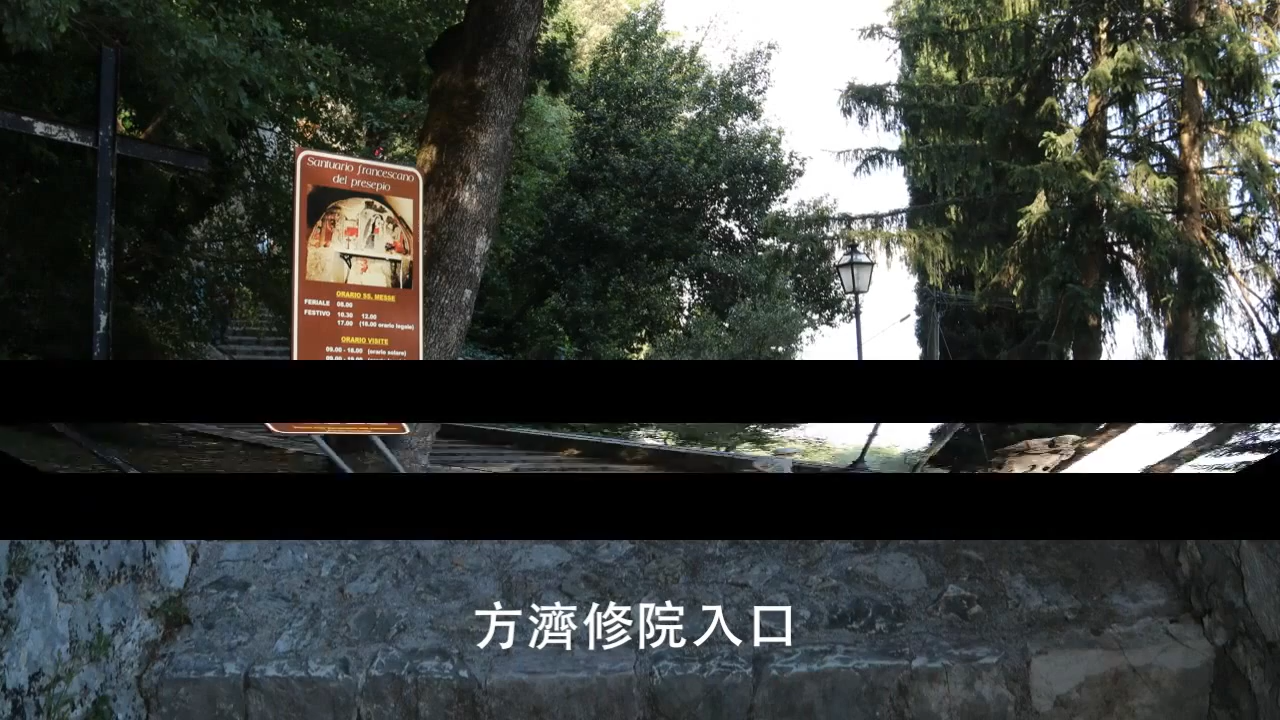 Santuario francescano
del presepio
ORARIO SS. MESSE
FERIALE 08.00
FESTIVO 10.30 12.00
17.00 (18.00 orario legale)
ORARIO VISITE
09.00 - 18.00 (orario solare)
方濟修院入口